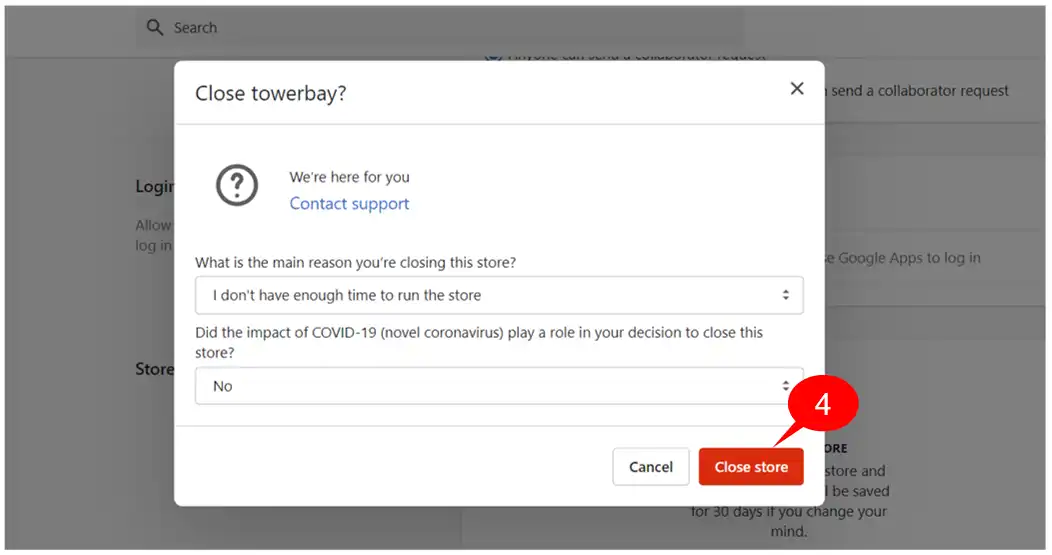 Search
Anyone can send a collaborator request
send a collaborator request
Close towerbay?
We're here for you
Contact support
Login
Allow
log in
Google Apps to log in
What is the main reason you're closing this store?
I don't have enough time to run the store
Did the impact of COVID-19 (novel coronavirus) play a role in your decision to close this
store?
Store
No
4
Cancel
Close store
store and
be saved
for 30 days if you change your
mind.